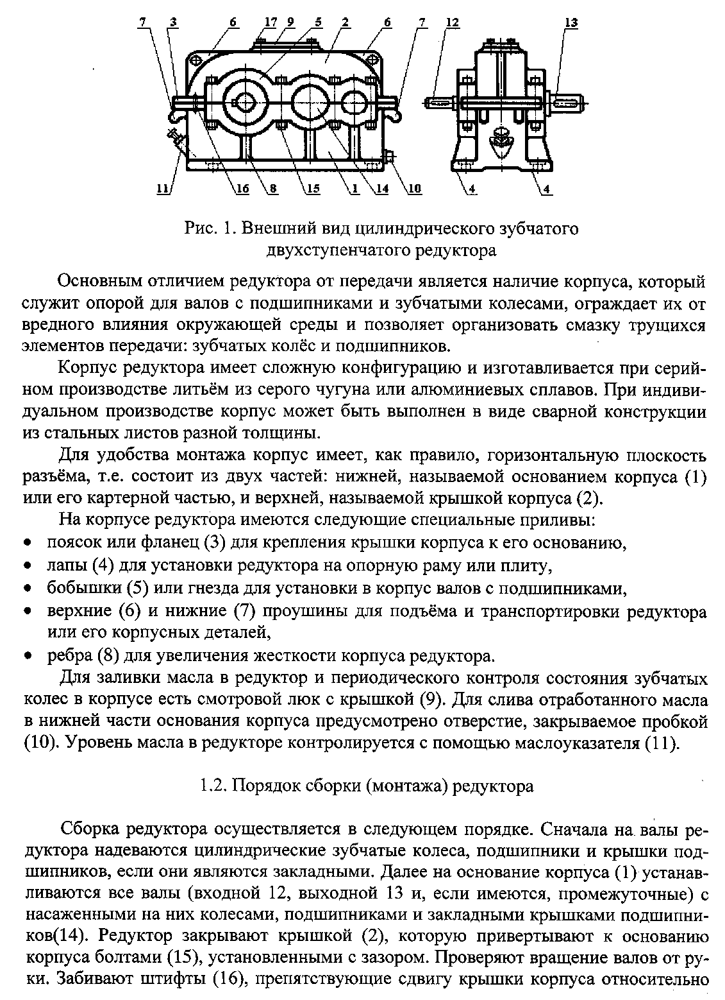 7 3 6 17 9 5 2 6 7 12 13
11 16 8 15 1 14 10 4 4
Рис. 1. Внешний вид цилиндрического зубчатого
двухступенчатого редуктора
Основным отличием редуктора от передачи является наличие корпуса, который
служит опорой для валов с подшипниками и зубчатыми колесами, ограждает их от
вредного влияния окружающей среды и позволяет организовать смазку трущихся
элементов передачи: зубчатых колёс и подшипников.
Корпус редуктора имеет сложную конфигурацию и изготавливается при серий-
ном производстве литьём из серого чугуна или алюминиевых сплавов. При индиви-
дуальном производстве корпус может быть выполнен в виде сварной конструкции
из стальных листов разной толщины.
Для удобства монтажа корпус имеет, как правило, горизонтальную плоскость
разъёма, т.е. состоит из двух частей: нижней, называемой основанием корпуса (1)
или его картерной частью, и верхней, называемой крышкой корпуса (2).
На корпусе редуктора имеются следующие специальные приливы:
• поясок или фланец (3) для крепления крышки корпуса к его основанию,
• лапы (4) для установки редуктора на опорную раму или плиту,
• бобышки (5) или гнезда для установки в корпус валов с подшипниками,
• верхние (6) и нижние (7) проушины для подъёма и транспортировки редуктора
или его корпусных деталей,
• ребра (8) для увеличения жесткости корпуса редуктора.
Для заливки масла в редуктор и периодического контроля состояния зубчатых
колес в корпусе есть смотровой люк с крышкой (9). Для слива отработанного масла
в нижней части основания корпуса предусмотрено отверстие, закрываемое пробкой
(10). Уровень масла в редукторе контролируется с помощью маслоуказателя (11).
1.2. Порядок сборки (монтажа) редуктора
Сборка редуктора осуществляется в следующем порядке. Сначала на валы ре-
дуктора надеваются цилиндрические зубчатые колеса, подшипники и крышки под-
шипников, если они являются закладными. Далее на основание корпуса (1) устанав-
ливаются все валы (входной 12, выходной 13 и, если имеются, промежуточные) с
насаженными на них колесами, подшипниками и закладными крышками подшипни-
ков(14). Редуктор закрывают крышкой (2), которую привертывают к основанию
корпуса болтами (15), установленными с зазором. Проверяют вращение валов от ру-
ки. Забивают штифты (16), препятствующие сдвигу крышки корпуса относительно